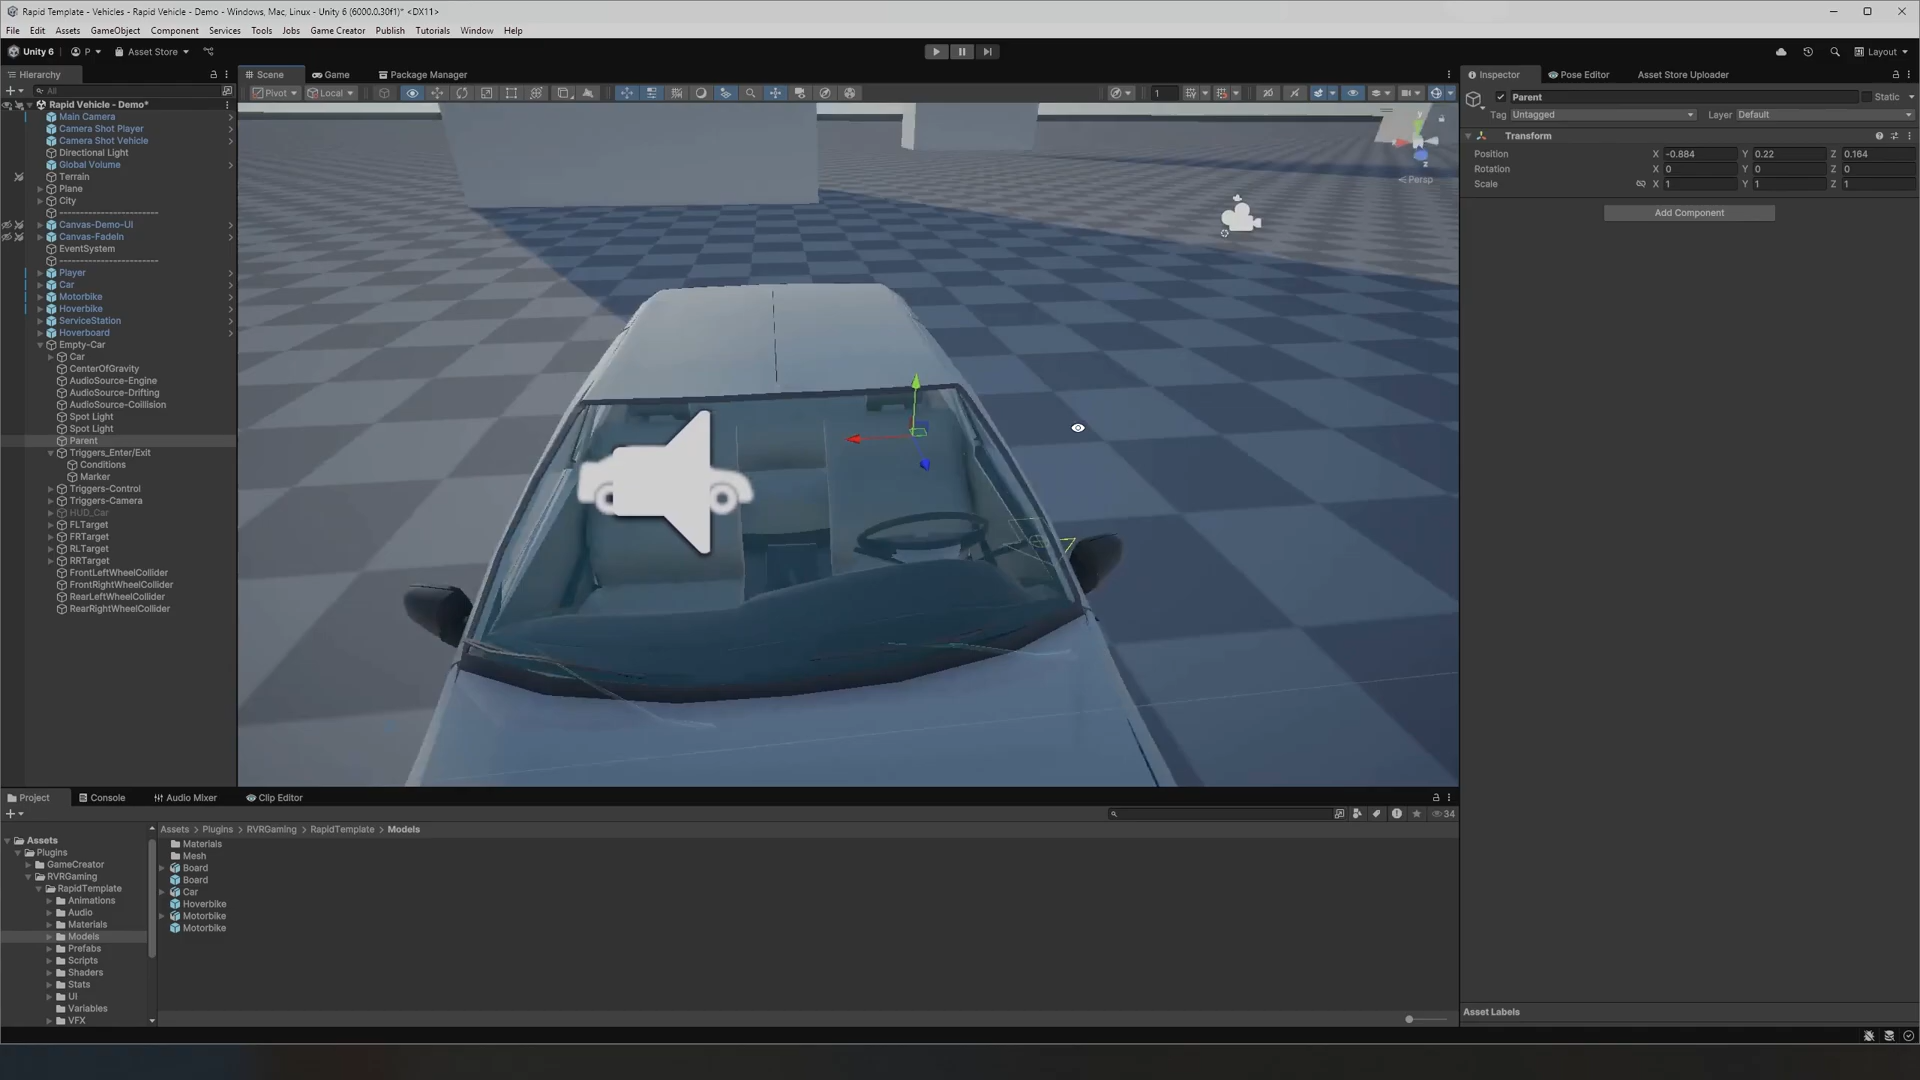 Rapid Template - Vehicles - Rapid Vehicle - Demo - Windows, Mac, Linux - Unity 6 (6000.0.30f1)* <DX11>
File Edit Assets GameObject Component Services Tools Jobs Game Creator Publish Tutorials Window Help
Unity 6 P Asset Store Layout
Hierarchy Scene Game Package Manager Inspector Pose Editor Asset Store Uploader
All Pivot Local 1
Parent Static
Tag Untagged Layer Default
Transform
Position X -0.884 Y 0.22 Z 0.164
Rotation X 0 Y 0 Z 0
Scale X 1 Y 1 Z 1
Add Component
y
z
Persp
Rapid Vehicle - Demo*
Main Camera
Camera Shot Player
Camera Shot Vehicle
Directional Light
Global Volume
Terrain
Plane
City
------------------------
Canvas-Demo-UI
Canvas-FadeIn
EventSystem
------------------------
Player
Car
Motorbike
Hoverbike
ServiceStation
Hoverboard
Empty-Car
Car
CenterOfGravity
AudioSource-Engine
AudioSource-Drifting
AudioSource-Collision
Spot Light
Spot Light
Parent
Triggers_Enter/Exit
Conditions
Marker
Triggers-Control
Triggers-Camera
HUD_Car
FLTarget
FRTarget
RLTarget
RRTarget
FrontLeftWheelCollider
FrontRightWheelCollider
RearLeftWheelCollider
RearRightWheelCollider
Project Console Audio Mixer Clip Editor
34
Assets
Plugins
GameCreator
RVRGaming
RapidTemplate
Animations
Audio
Materials
Models
Prefabs
Scripts
Shaders
Stats
UI
Variables
VFX
Assets > Plugins > RVRGaming > RapidTemplate > Models
Materials
Mesh
Board
Board
Car
Hoverbike
Motorbike
Motorbike
Asset Labels